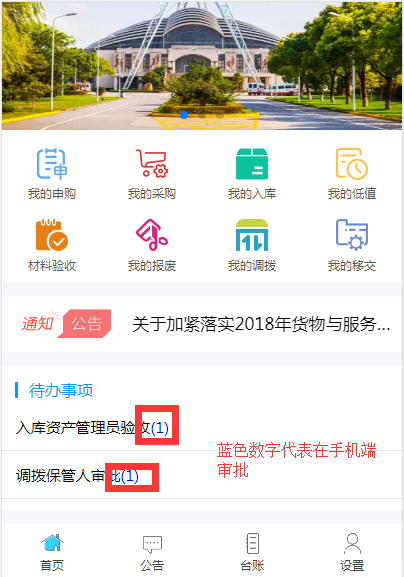 我的申购 我的采购 我的入库 我的低值
材料验收 我的报废 我的调拨 我的移交
通知 公告 关于加紧落实2018年货物与服务...
待办事项
入库资产管理员验收(1)
蓝色数字代表在手机端
审批
调拨保管人审批(1)
首页 公告 台账 设置